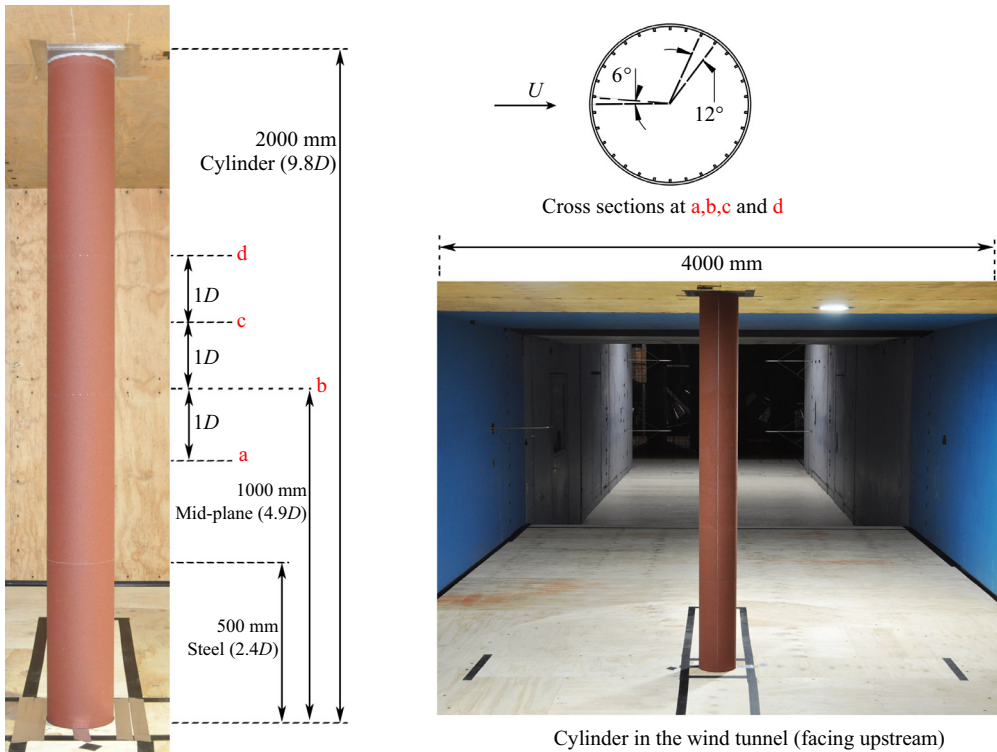 2000 mm
Cylinder (9.8D)
d
1D
c
1D
b
1D
a
1000 mm
Mid-plane (4.9D)
500 mm
Steel (2.4D)
U
6°
12°
Cross sections at a,b,c and d
4000 mm
Cylinder in the wind tunnel (facing upstream)